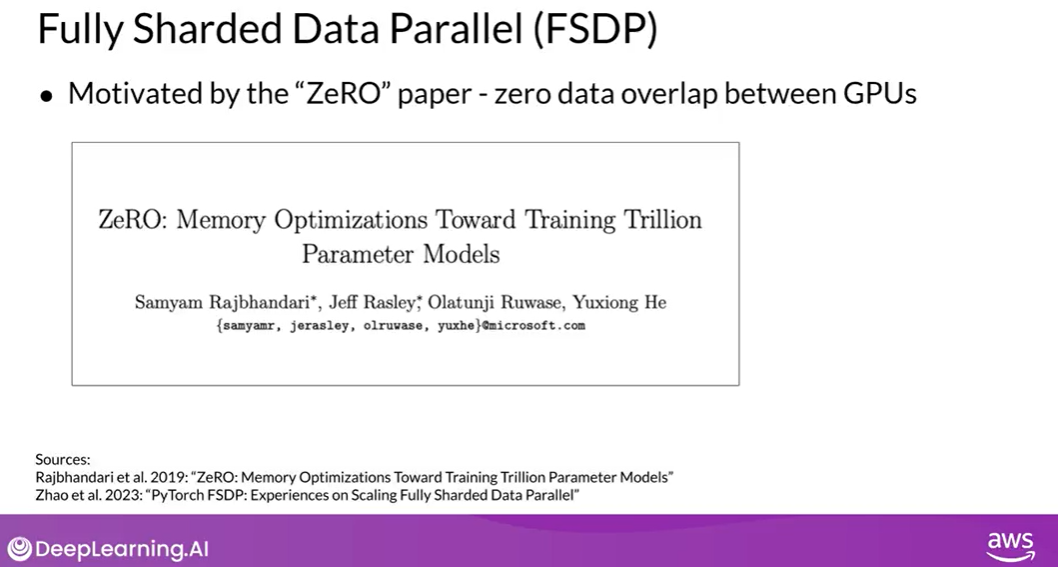 Fully Sharded Data Parallel (FSDP)
● Motivated by the “ZeRO” paper - zero data overlap between GPUs
ZeRO: Memory Optimizations Toward Training Trillion
Parameter Models
Samyam Rajbhandari*, Jeff Rasley*, Olatunji Ruwase, Yuxiong He
{samyamr, jerasley, olruwase, yuxhe}@microsoft.com
Sources:
Rajbhandari et al. 2019: “ZeRO: Memory Optimizations Toward Training Trillion Parameter Models”
Zhao et al. 2023: “PyTorch FSDP: Experiences on Scaling Fully Sharded Data Parallel”
DeepLearning.AI
aws